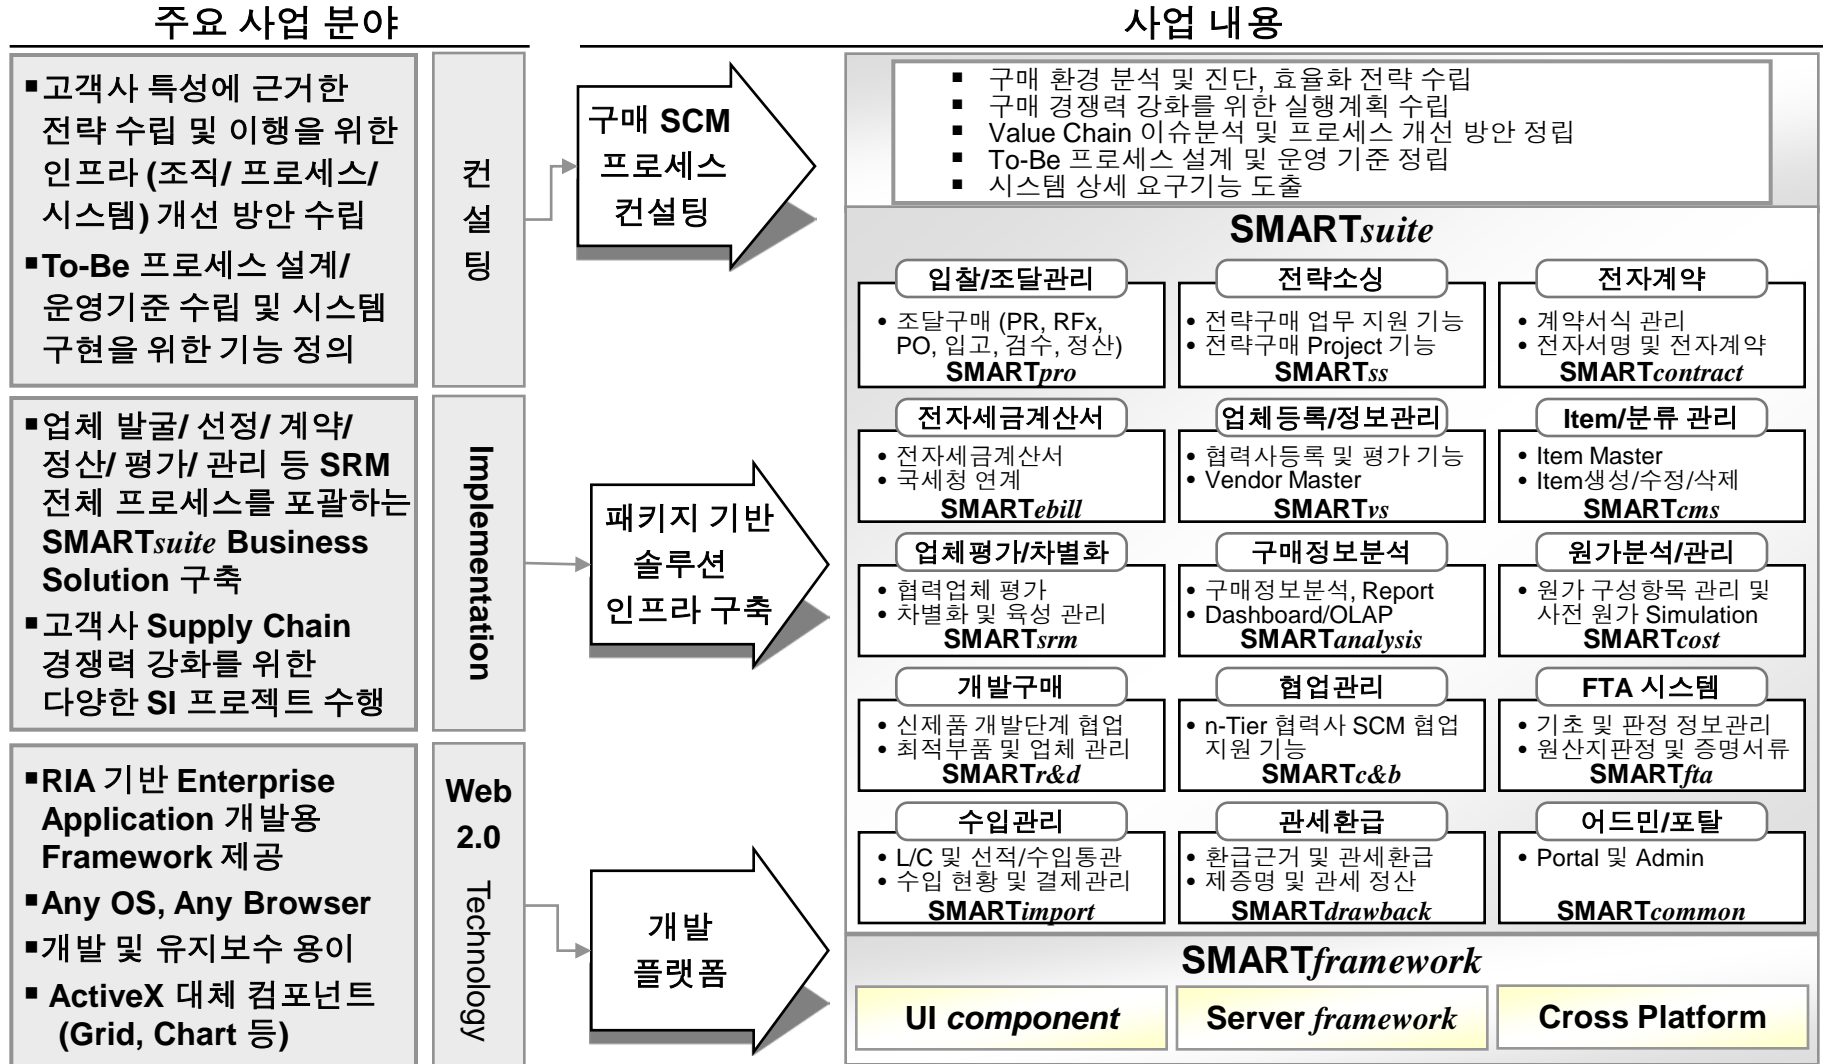 주요 사업 분야
사업 내용
▪고객사 특성에 근거한
전략 수립 및 이행을 위한
인프라 (조직/ 프로세스/
시스템) 개선 방안 수립
▪To-Be 프로세스 설계/
운영기준 수립 및 시스템
구현을 위한 기능 정의
컨
설
팅
구매 SCM
프로세스
컨설팅
▪ 구매 환경 분석 및 진단, 효율화 전략 수립
▪ 구매 경쟁력 강화를 위한 실행계획 수립
▪ Value Chain 이슈분석 및 프로세스 개선 방안 정립
▪ To-Be 프로세스 설계 및 운영 기준 정립
▪ 시스템 상세 요구기능 도출
▪업체 발굴/ 선정/ 계약/
정산/ 평가/ 관리 등 SRM
전체 프로세스를 포괄하는
SMARTsuite Business
Solution 구축
▪고객사 Supply Chain
경쟁력 강화를 위한
다양한 SI 프로젝트 수행
Implementation
패키지 기반
솔루션
인프라 구축
SMARTsuite
입찰/조달관리
• 조달구매 (PR, RFx,
PO, 입고, 검수, 정산)
SMARTpro
전략소싱
• 전략구매 업무 지원 기능
• 전략구매 Project 기능
SMARTss
전자계약
• 계약서식 관리
• 전자서명 및 전자계약
SMARTcontract
전자세금계산서
• 전자세금계산서
• 국세청 연계
SMARTebill
업체등록/정보관리
• 협력사등록 및 평가 기능
• Vendor Master
SMARTvs
Item/분류 관리
• Item Master
• Item생성/수정/삭제
SMARTcms
업체평가/차별화
• 협력업체 평가
• 차별화 및 육성 관리
SMARTsrm
구매정보분석
• 구매정보분석, Report
• Dashboard/OLAP
SMARTanalysis
원가분석/관리
• 원가 구성항목 관리 및
사전 원가 Simulation
SMARTcost
개발구매
• 신제품 개발단계 협업
• 최적부품 및 업체 관리
SMARTr&d
협업관리
• n-Tier 협력사 SCM 협업
지원 기능
SMARTc&b
FTA 시스템
• 기초 및 판정 정보관리
• 원산지판정 및 증명서류
SMARTfta
수입관리
• L/C 및 선적/수입통관
• 수입 현황 및 결제관리
SMARTimport
관세환급
• 환급근거 및 관세환급
• 제증명 및 관세 정산
SMARTdrawback
어드민/포탈
• Portal 및 Admin
SMARTcommon
▪RIA 기반 Enterprise
Application 개발용
Framework 제공
▪Any OS, Any Browser
▪개발 및 유지보수 용이
▪ ActiveX 대체 컴포넌트
(Grid, Chart 등)
Web
2.0
Technology
개발
플랫폼
SMARTframework
UI component
Server framework
Cross Platform